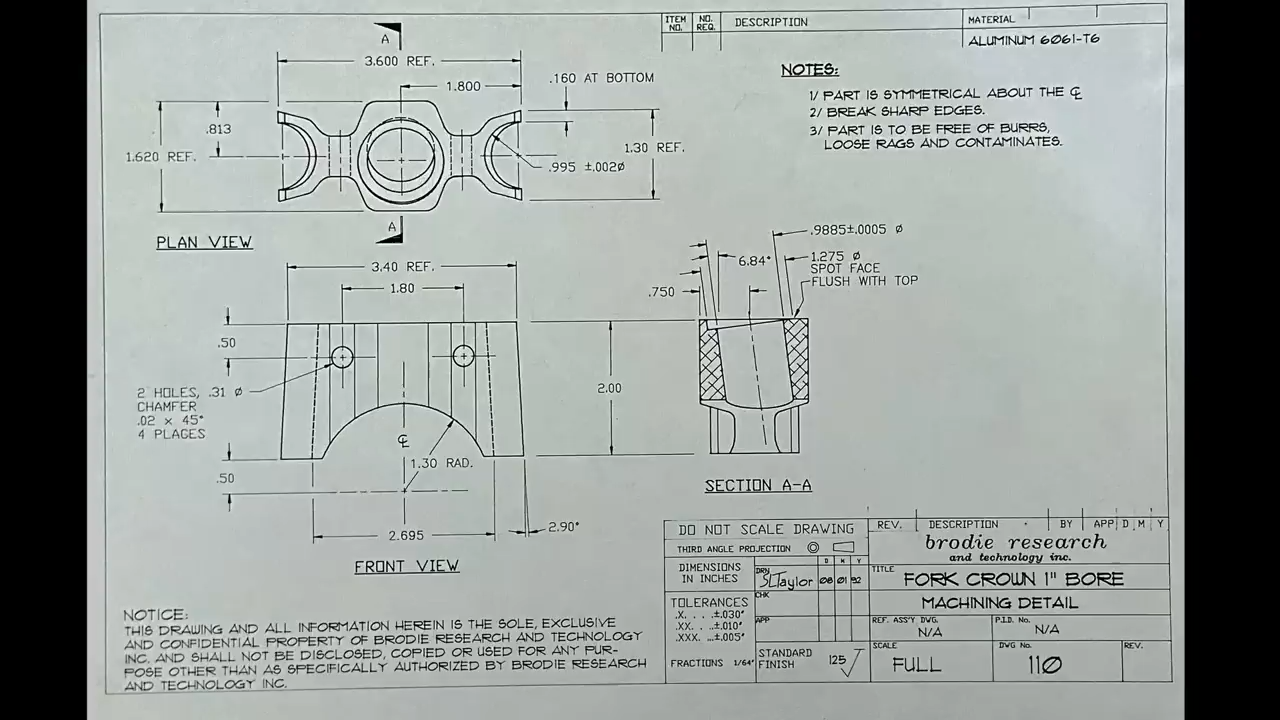 ITEM NO.
NO. REQ.
DESCRIPTION
MATERIAL
ALUMINUM 6061-T6
NOTES:
1/ PART IS SYMMETRICAL ABOUT THE ℄
2/ BREAK SHARP EDGES.
3/ PART IS TO BE FREE OF BURRS,
LOOSE RAGS AND CONTAMINATES.
A
3.600 REF.
1.800
.160 AT BOTTOM
.813
1.620 REF.
1.30 REF.
.995 ±.002ø
A
PLAN VIEW
3.40 REF.
1.80
.50
2 HOLES, .31 ø
CHAMFER
.02 x 45°
4 PLACES
.50
℄
1.30 RAD.
2.00
2.695
2.90°
FRONT VIEW
.9885±.0005 ø
6.84°
1.275 ø
SPOT FACE
FLUSH WITH TOP
.750
SECTION A-A
NOTICE:
THIS DRAWING AND ALL INFORMATION HEREIN IS THE SOLE, EXCLUSIVE
AND CONFIDENTIAL PROPERTY OF BRODIE RESEARCH AND TECHNOLOGY
INC. AND SHALL NOT BE DISCLOSED, COPIED OR USED FOR ANY PUR-
POSE OTHER THAN AS SPECIFICALLY AUTHORIZED BY BRODIE RESEARCH
AND TECHNOLOGY INC.
DO NOT SCALE DRAWING
THIRD ANGLE PROJECTION
DIMENSIONS
IN INCHES
TOLERANCES
.X. . . .±.030"
.XX. . . .±.010"
.XXX. ...±.005"
FRACTIONS 1/64"
D M Y
DRN SLTaylor 08 01 92
CHK
APP
STANDARD
FINISH
125
REV. DESCRIPTION BY APP D M Y
brodie research
and technology inc.
TITLE
FORK CROWN 1" BORE
MACHINING DETAIL
REF. ASS'Y DWG.
N/A
P.I.D. No.
N/A
SCALE
FULL
DWG No.
110
REV.